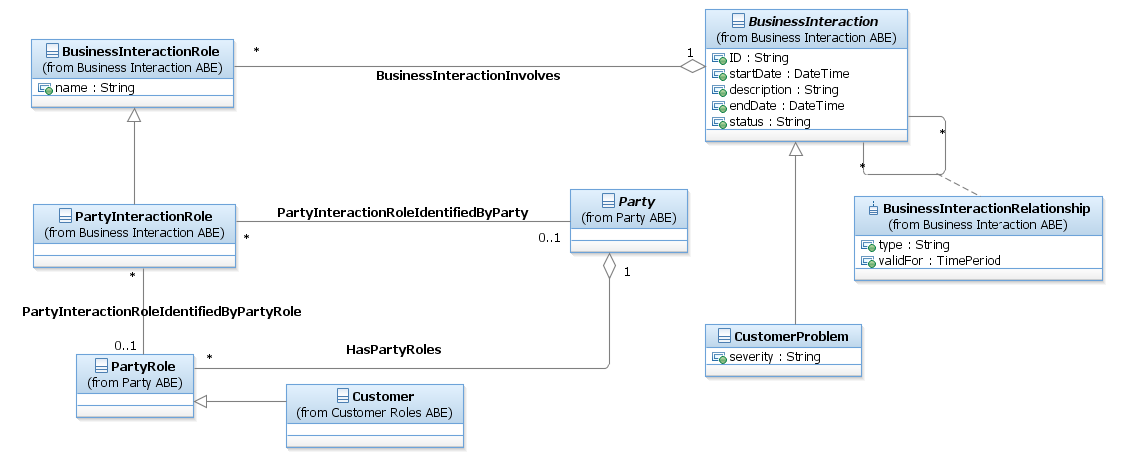 BusinessInteractionRole
(from Business Interaction ABE)
name : String
*
BusinessInteractionInvolves
1
BusinessInteraction
(from Business Interaction ABE)
ID : String
startDate : DateTime
description : String
endDate : DateTime
status : String
*
*
BusinessInteractionRelationship
(from Business Interaction ABE)
type : String
validFor : TimePeriod
PartyInteractionRole
(from Business Interaction ABE)
PartyInteractionRoleIdentifiedByParty
*
0..1
Party
(from Party ABE)
1
*
PartyInteractionRoleIdentifiedByPartyRole
0..1
*
HasPartyRoles
PartyRole
(from Party ABE)
Customer
(from Customer Roles ABE)
CustomerProblem
severity : String